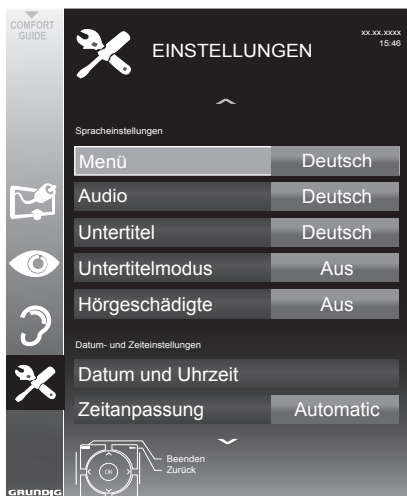 COMFORT
GUIDE
EINSTELLUNGEN
xx.xx.xxxx
15:46
Spracheinstellungen
Menü Deutsch
Audio Deutsch
Untertitel Deutsch
Untertitelmodus Aus
Hörgeschädigte Aus
Datum- und Zeiteinstellungen
Datum und Uhrzeit
Zeitanpassung Automatic
OK
Beenden
Zurück
GRUNDIG